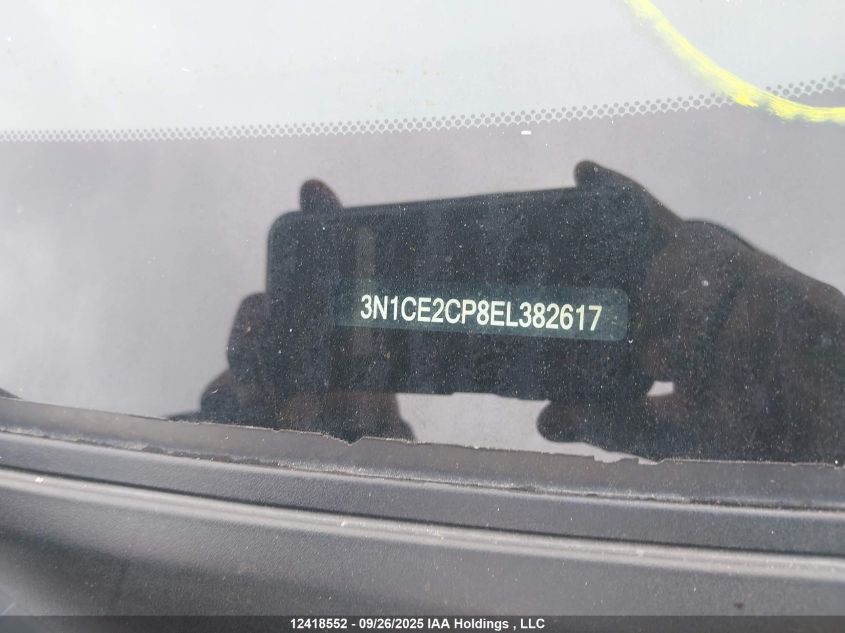 3N1CE2CP8EL382617
12418552 - 09/26/2025 IAA Holdings , LLC